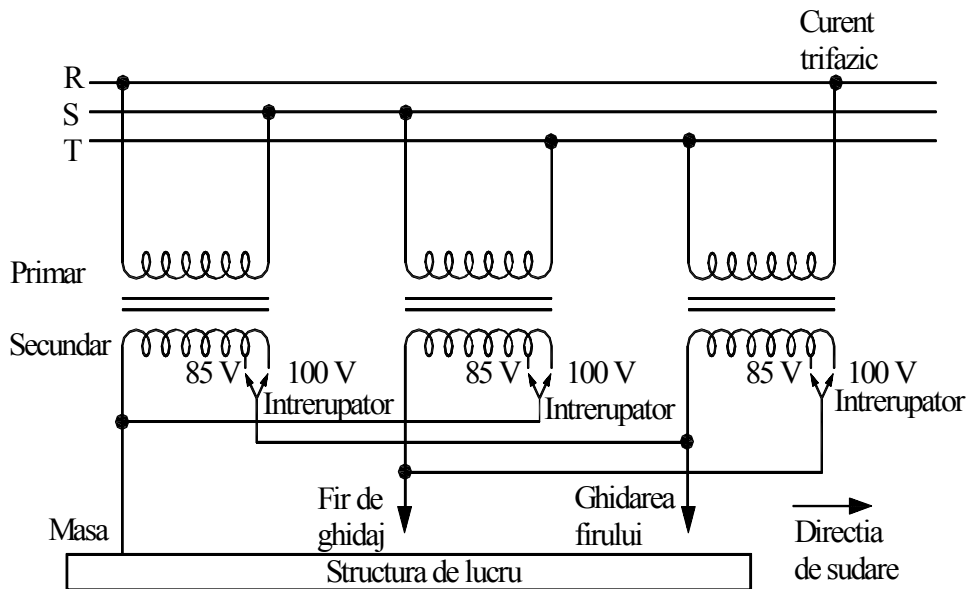 Curent
trifazic
R
S
T
Primar
Secundar
85 V
100 V
Intrerupator
85 V
100 V
Intrerupator
85 V
100 V
Intrerupator
Masa
Fir de
ghidaj
Ghidarea
firului
Directia
de sudare
Structura de lucru